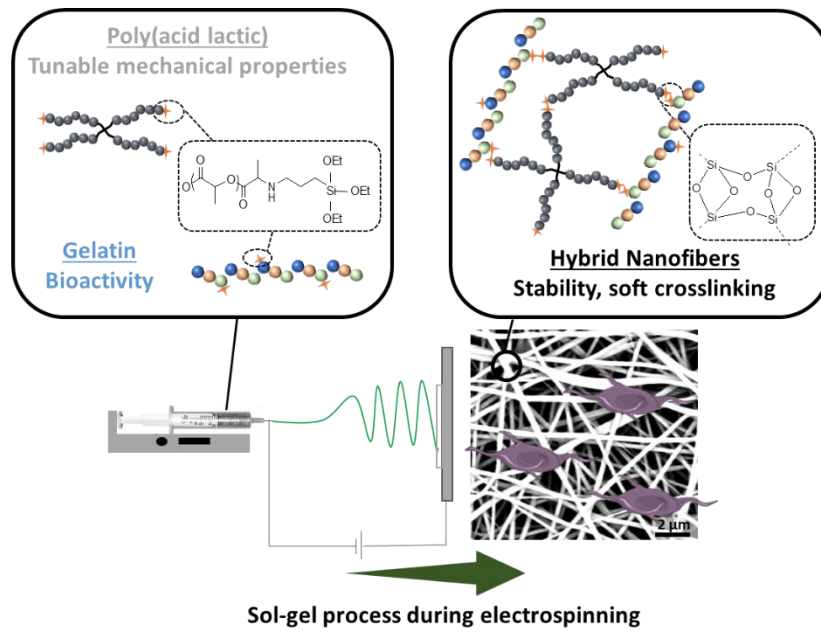 Poly(acid lactic)
Tunable mechanical properties
O
O
O
O
N
H
Si
OEt
OEt
OEt
Gelatin
Bioactivity
Si
O
Si
O
O
O
O
O
Si
O
Si
Hybrid Nanofibers
Stability, soft crosslinking
2 µm
Sol-gel process during electrospinning